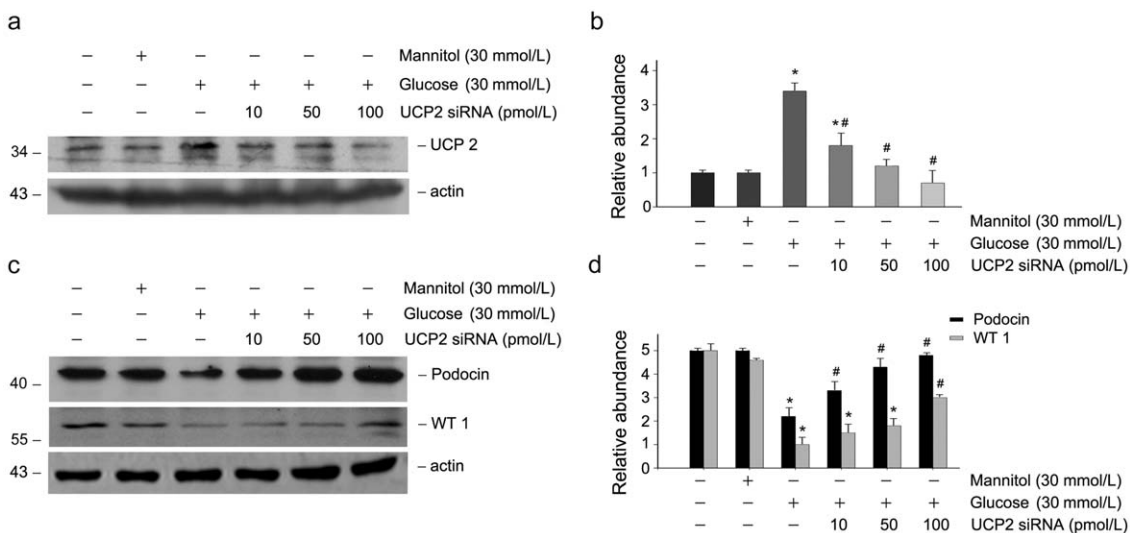 a
– + – – – – Mannitol (30 mmol/L)
– – + + + + Glucose (30 mmol/L)
– – – 10 50 100 UCP2 siRNA (pmol/L)
34 – – UCP 2
43 – – actin
b
Relative abundance
4
3
2
1
0
* *# # #
– + – – – – Mannitol (30 mmol/L)
– – + + + + Glucose (30 mmol/L)
– – – 10 50 100 UCP2 siRNA (pmol/L)
c
– + – – – – Mannitol (30 mmol/L)
– – + + + + Glucose (30 mmol/L)
– – – 10 50 100 UCP2 siRNA (pmol/L)
40 – – Podocin
– WT 1
55 –
43 – – actin
d
Podocin
WT 1
Relative abundance
5
4
3
2
1
0
* * # * # * # #
– + – – – – Mannitol (30 mmol/L)
– – + + + + Glucose (30 mmol/L)
– – – 10 50 100 UCP2 siRNA (pmol/L)